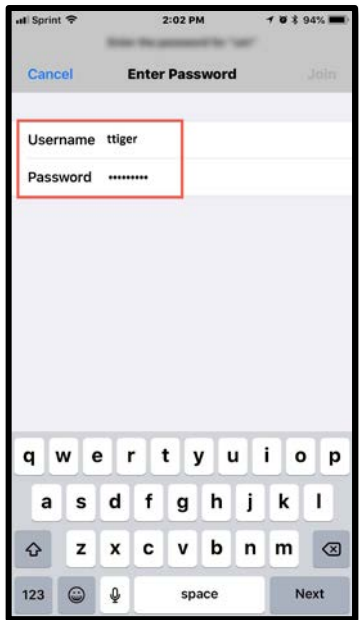 Sprint 2:02 PM 94%
Cancel Enter Password Join
Username ttiger
Password •••••••••
q w e r t y u i o p
a s d f g h j k l
z x c v b n m
123 space Next